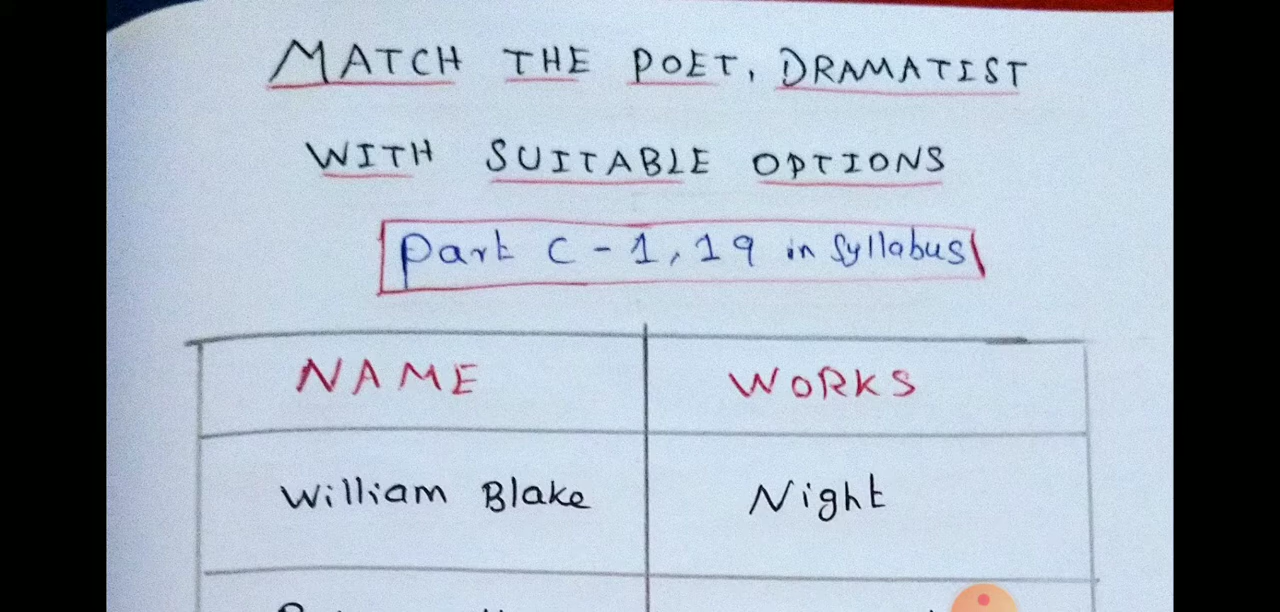 MATCH THE POET, DRAMATIST
WITH SUITABLE OPTIONS
Part C - 1, 19 in syllabus
NAME WORKS
William Blake Night